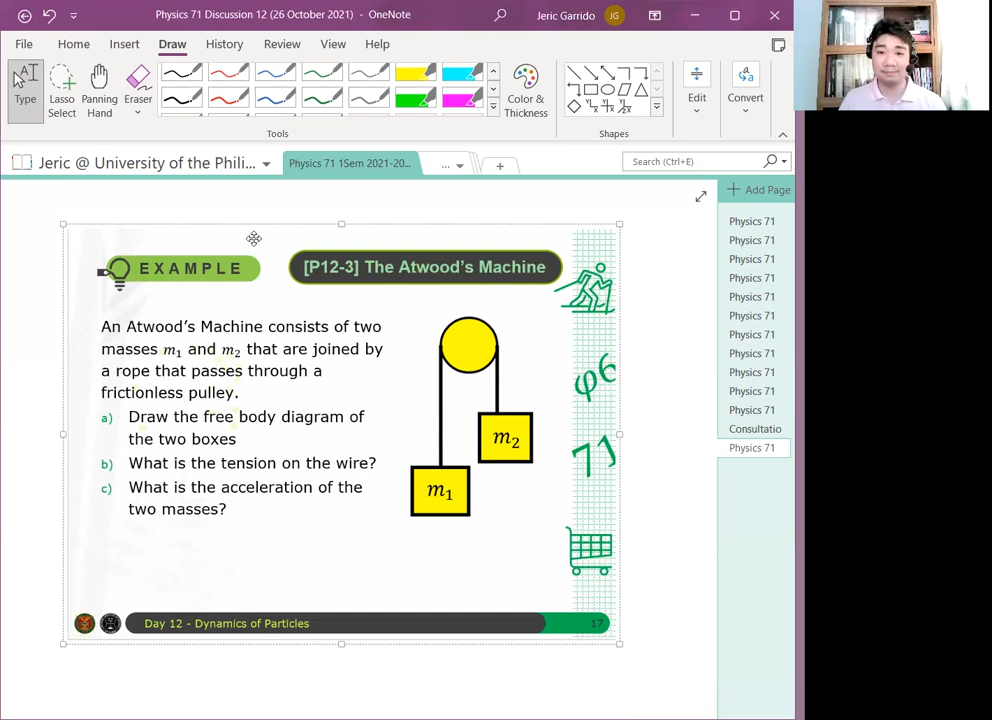 Physics 71 Discussion 12 (26 October 2021) - OneNote
Jeric Garrido
JG
File
Home
Insert
Draw
History
Review
View
Help
Type
Lasso Select
Panning Hand
Eraser
Color & Thickness
Edit
Convert
Tools
Shapes
Jeric @ University of the Phili...
Physics 71 1Sem 2021-20...
...
Search (Ctrl+E)
Add Page
Physics 71
Physics 71
Physics 71
Physics 71
Physics 71
Physics 71
Physics 71
Physics 71
Physics 71
Physics 71
Physics 71
Consultatio
Physics 71
EXAMPLE
[P12-3] The Atwood's Machine
An Atwood's Machine consists of two
masses m₁ and m₂ that are joined by
a rope that passes through a
frictionless pulley.
a) Draw the free body diagram of
the two boxes
b) What is the tension on the wire?
c) What is the acceleration of the
two masses?
m₂
m₁
φ6
71
Day 12 - Dynamics of Particles
17